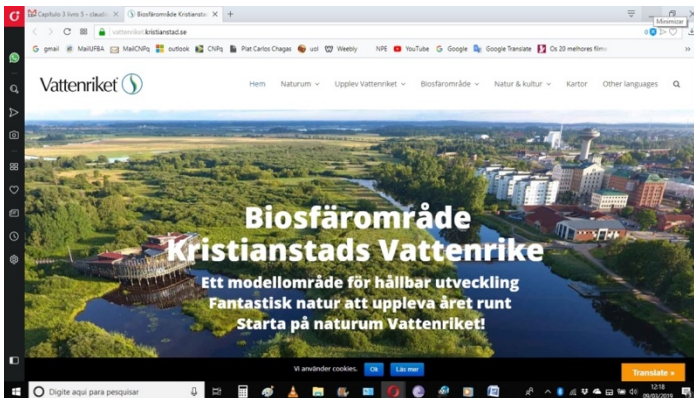 Capítulo 3 livro 5 - claudi
Biosfärområde Kristianstad
Minimizar
vattenriket.kristianstad.se
gmail
MailUFBA
MailCNPq
outlook
CNPq
Plat Carlos Chagas
uol
Weebly
NPE
YouTube
Google
Google Translate
Os 20 melhores films
Vattenriket
Hem
Naturum
Upplev Vattenriket
Biosfärområde
Natur & kultur
Kartor
Other languages
Biosfärområde
Kristianstads Vattenrike
Ett modellområde för hållbar utveckling
Fantastisk natur att uppleva året runt
Starta på naturum Vattenriket!
Vi använder cookies.
Ok
Läs mer
Translate »
Digite aqui para pesquisar
12:18
09/03/2019